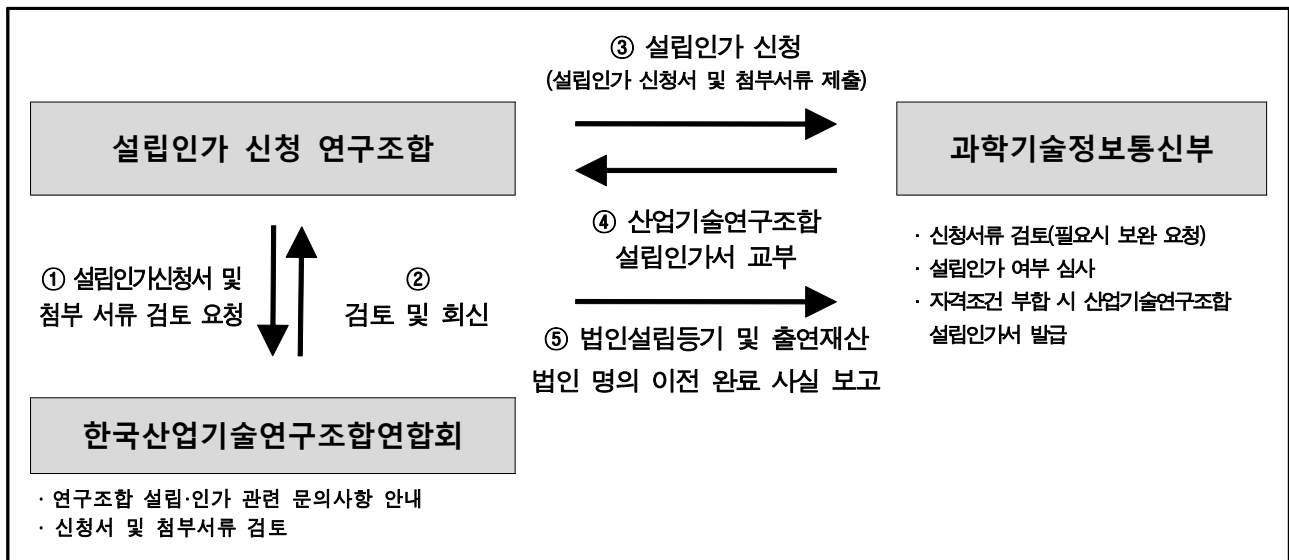 ③ 설립인가 신청
(설립인가 신청서 및 첨부서류 제출)
설립인가 신청 연구조합
과학기술정보통신부
④ 산업기술연구조합
설립인가서 교부
· 신청서류 검토(필요시 보완 요청)
· 설립인가 여부 심사
· 자격조건 부합 시 산업기술연구조합
설립인가서 발급
① 설립인가신청서 및
첨부 서류 검토 요청
②
검토 및 회신
⑤ 법인설립등기 및 출연재산
법인 명의 이전 완료 사실 보고
한국산업기술연구조합연합회
· 연구조합 설립·인가 관련 문의사항 안내
· 신청서 및 첨부서류 검토